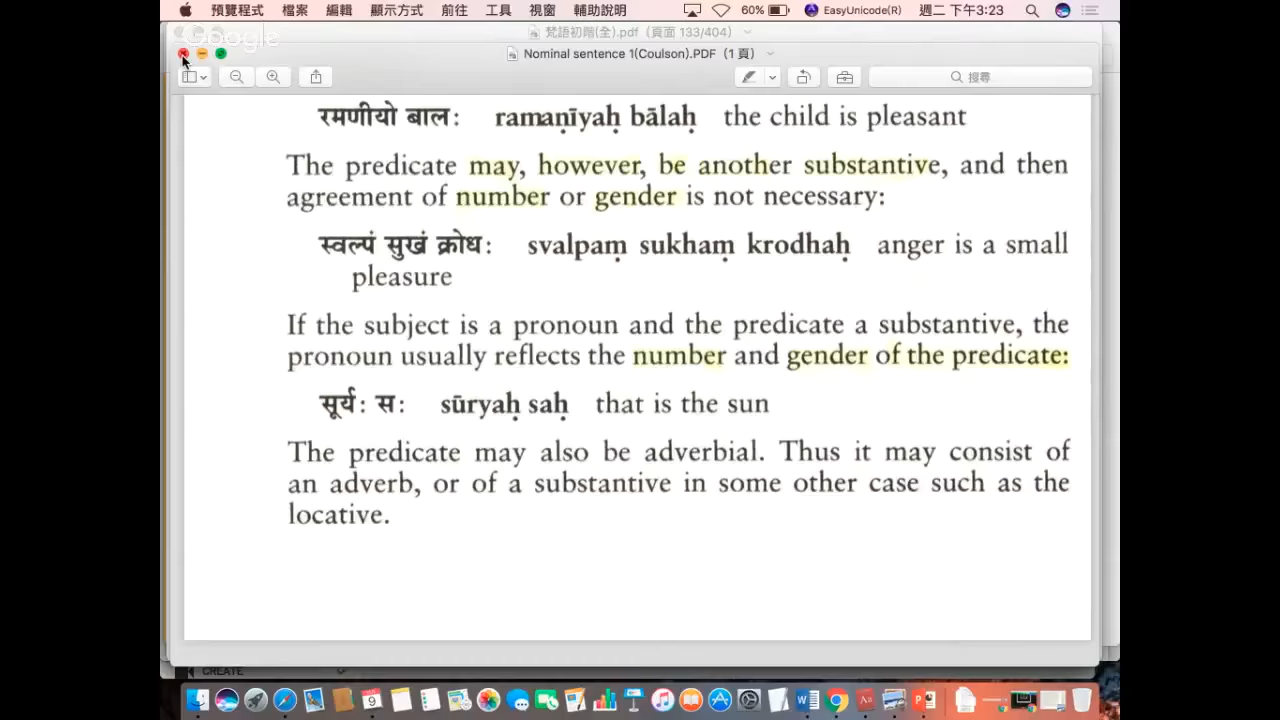 預覽程式 檔案 編輯 顯示方式 前往 工具 視窗 輔助說明 60% EasyUnicode(R) 週二 下午3:23
Google
梵語初階(全).pdf（頁面 133/404）
Nominal sentence 1(Coulson).PDF（1 頁）
搜尋
रमणीयो बालः ramaṇīyaḥ bālaḥ the child is pleasant
The predicate may, however, be another substantive, and then
agreement of number or gender is not necessary:
स्वल्पं सुखं क्रोधः svalpaṃ sukhaṃ krodhaḥ anger is a small
pleasure
If the subject is a pronoun and the predicate a substantive, the
pronoun usually reflects the number and gender of the predicate:
सूर्यः सः sūryaḥ saḥ that is the sun
The predicate may also be adverbial. Thus it may consist of
an adverb, or of a substantive in some other case such as the
locative.
CREATE
9